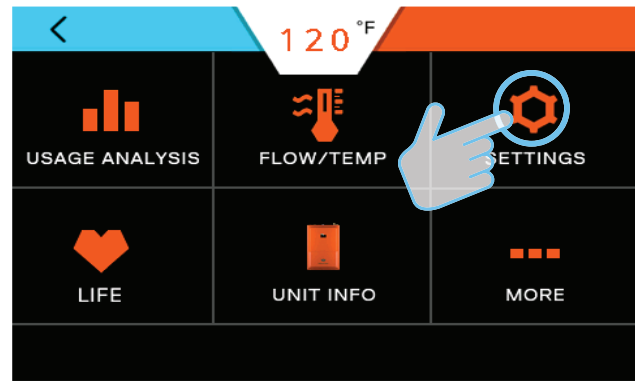 120 °F
USAGE ANALYSIS
FLOW/TEMP
SETTINGS
LIFE
UNIT INFO
MORE